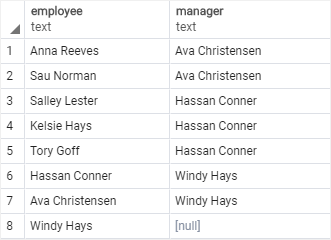 employee manager
text text
1 Anna Reeves Ava Christensen
2 Sau Norman Ava Christensen
3 Salley Lester Hassan Conner
4 Kelsie Hays Hassan Conner
5 Tory Goff Hassan Conner
6 Hassan Conner Windy Hays
7 Ava Christensen Windy Hays
8 Windy Hays [null]